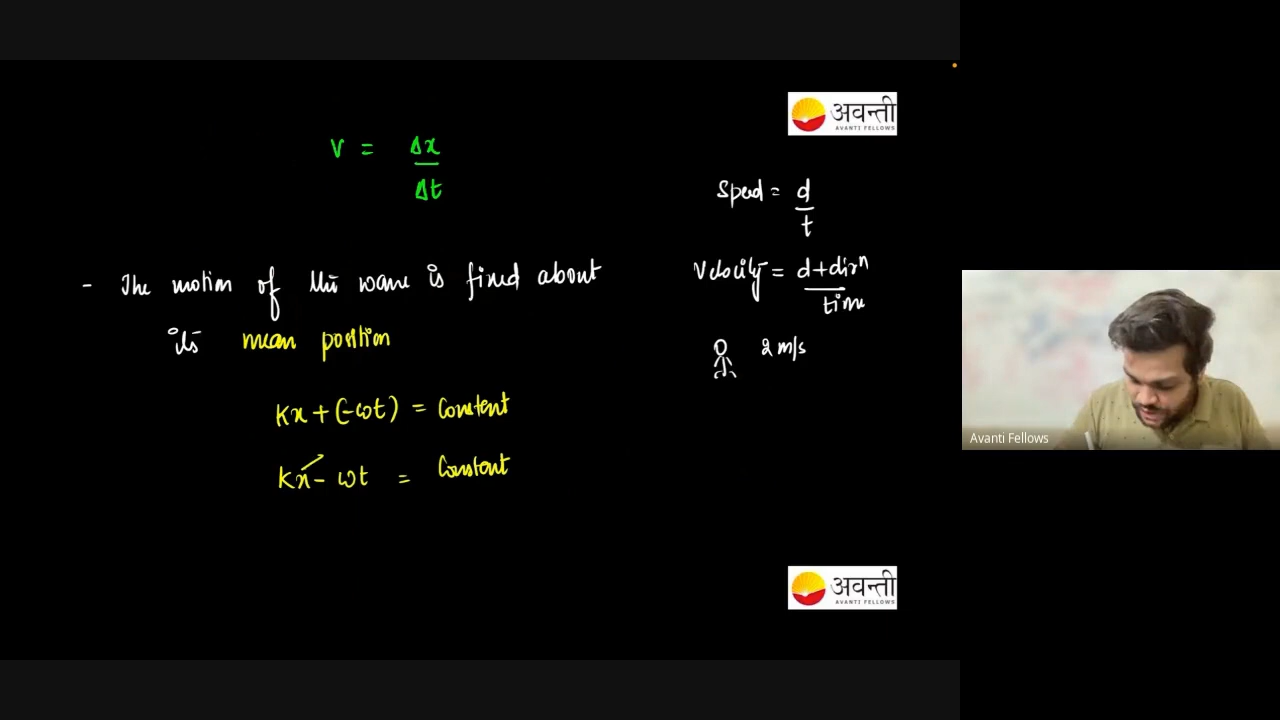 अवन्ती
AVANTI FELLOWS
V = Δx
Δt
Speed = d
t
- The motion of this wave is fixed about
its mean position
Velocity = d+dirⁿ
time
2 m/s
Kx + (-ωt) = Constant
Kx - ωt = Constant
Avanti Fellows
अवन्ती
AVANTI FELLOWS